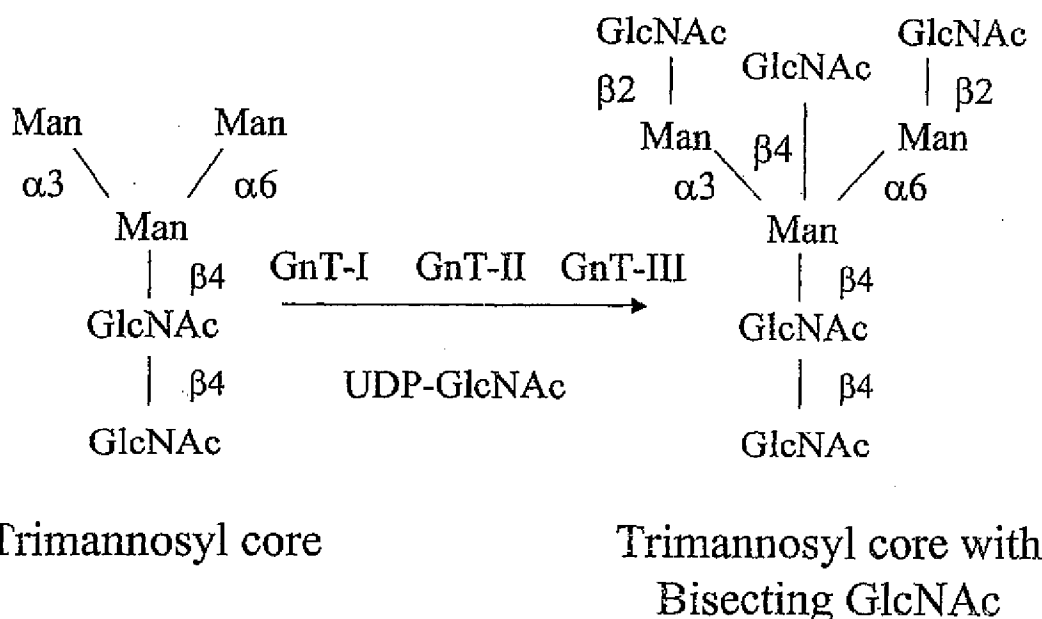 GlcNAc GlcNAc
GlcNAc
β2 β2
Man Man Man Man
β4
α3 α6 α3 α6
Man Man
GnT-I GnT-II GnT-III
β4 β4
GlcNAc GlcNAc
β4 UDP-GlcNAc β4
GlcNAc GlcNAc
Trimannosyl core Trimannosyl core with
Bisecting GlcNAc